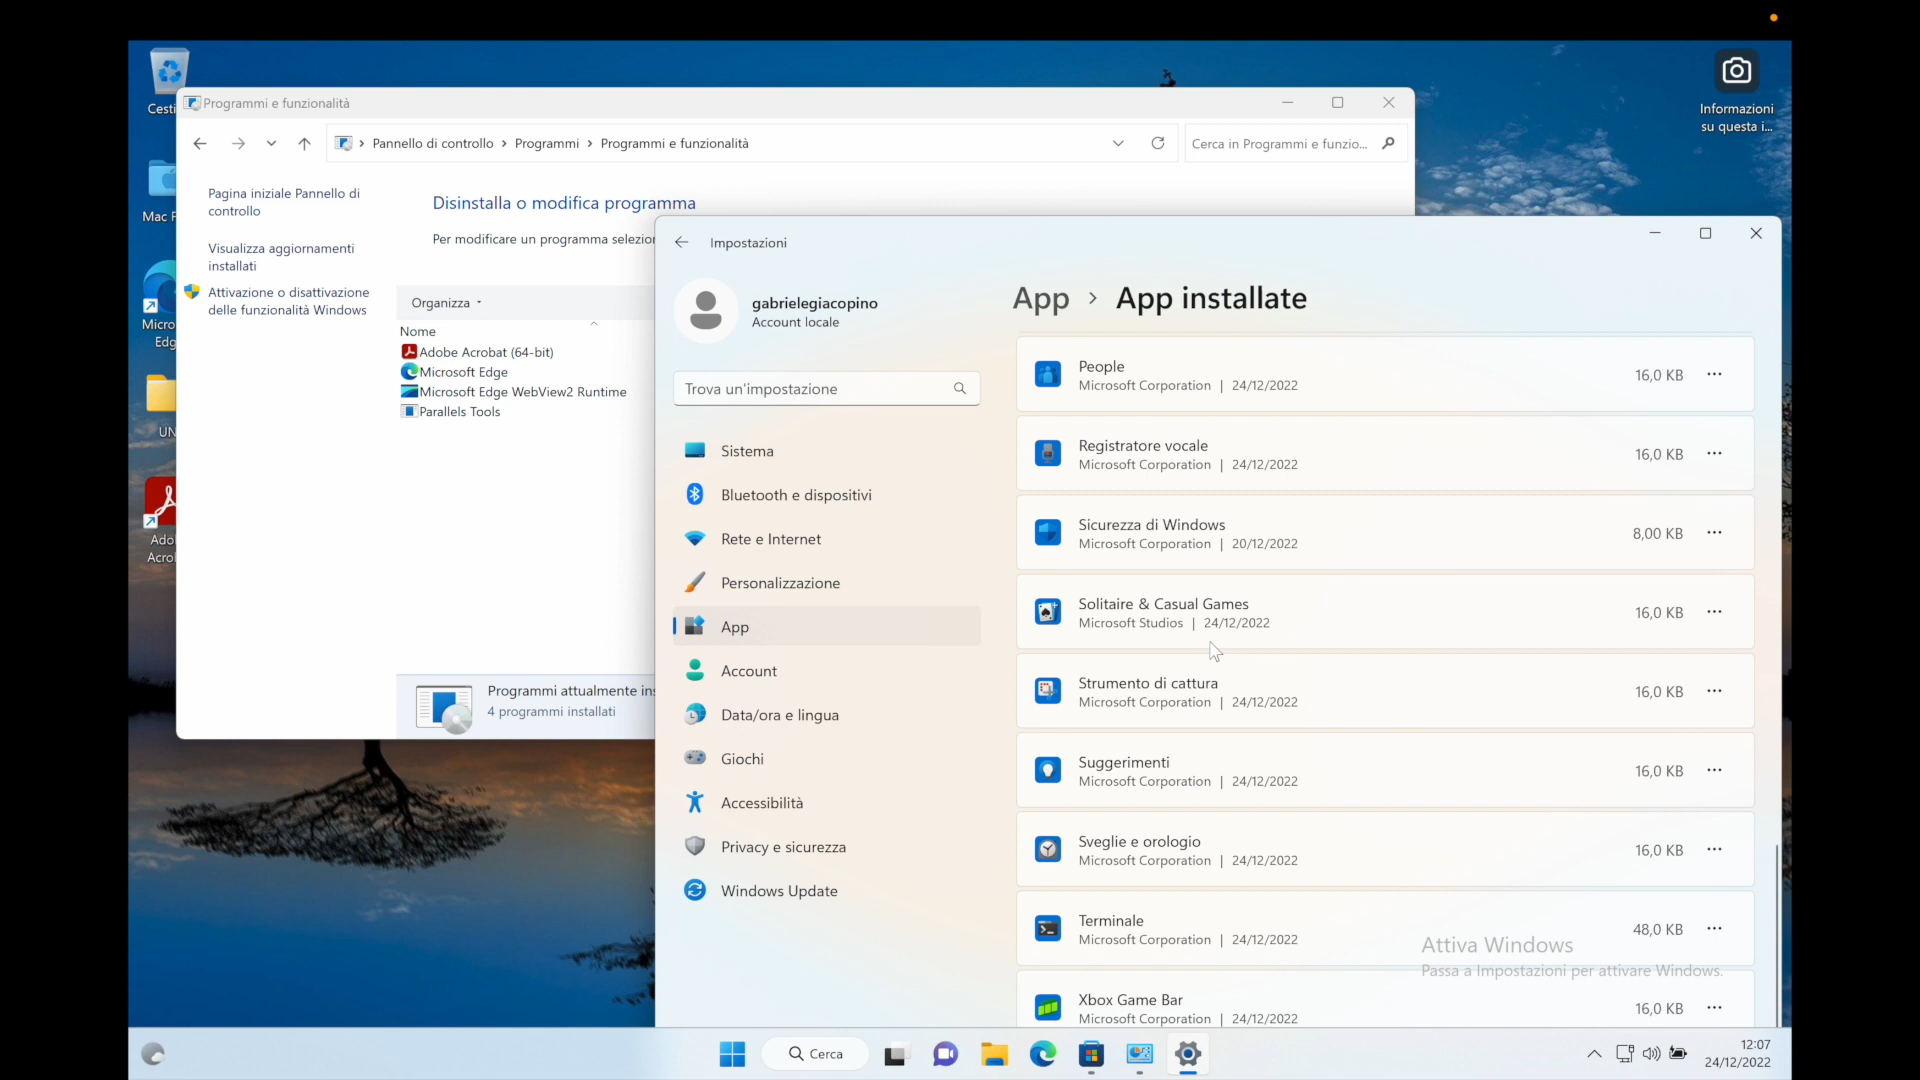 Cesti
Informazioni
su questa i...
Programmi e funzionalità
Pannello di controllo
Programmi
Programmi e funzionalità
Cerca in Programmi e funzio...
Pagina iniziale Pannello di
controllo
Visualizza aggiornamenti
installati
Attivazione o disattivazione
delle funzionalità Windows
Disinstalla o modifica programma
Per modificare un programma selezion
Organizza
Nome
Adobe Acrobat (64-bit)
Microsoft Edge
Microsoft Edge WebView2 Runtime
Parallels Tools
Programmi attualmente ins
4 programmi installati
Mac F
Micro
Edg
UN
Ado
Acro
Impostazioni
gabrielegiacopino
Account locale
Trova un'impostazione
Sistema
Bluetooth e dispositivi
Rete e Internet
Personalizzazione
App
Account
Data/ora e lingua
Giochi
Accessibilità
Privacy e sicurezza
Windows Update
App > App installate
People
Microsoft Corporation | 24/12/2022
16,0 KB
Registratore vocale
Microsoft Corporation | 24/12/2022
16,0 KB
Sicurezza di Windows
Microsoft Corporation | 20/12/2022
8,00 KB
Solitaire & Casual Games
Microsoft Studios | 24/12/2022
16,0 KB
Strumento di cattura
Microsoft Corporation | 24/12/2022
16,0 KB
Suggerimenti
Microsoft Corporation | 24/12/2022
16,0 KB
Sveglie e orologio
Microsoft Corporation | 24/12/2022
16,0 KB
Terminale
Microsoft Corporation | 24/12/2022
48,0 KB
Attiva Windows
Passa a Impostazioni per attivare Windows.
Xbox Game Bar
Microsoft Corporation | 24/12/2022
16,0 KB
Cerca
12:07
24/12/2022